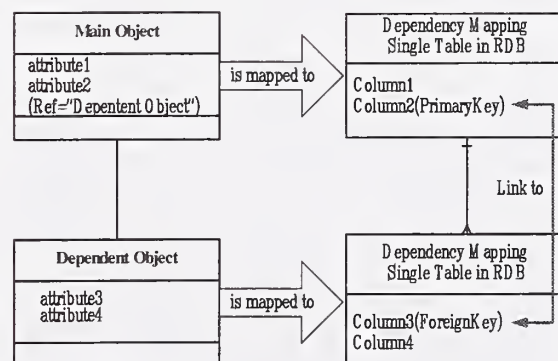 Main Object
attribute1
attribute2
(Ref="Depentent Object")
is mapped to
Dependency Mapping
Single Table in RDB
Column1
Column2(PrimaryKey)
Link to
Dependent Object
attribute3
attribute4
is mapped to
Dependency Mapping
Single Table in RDB
Column3(ForeignKey)
Column4